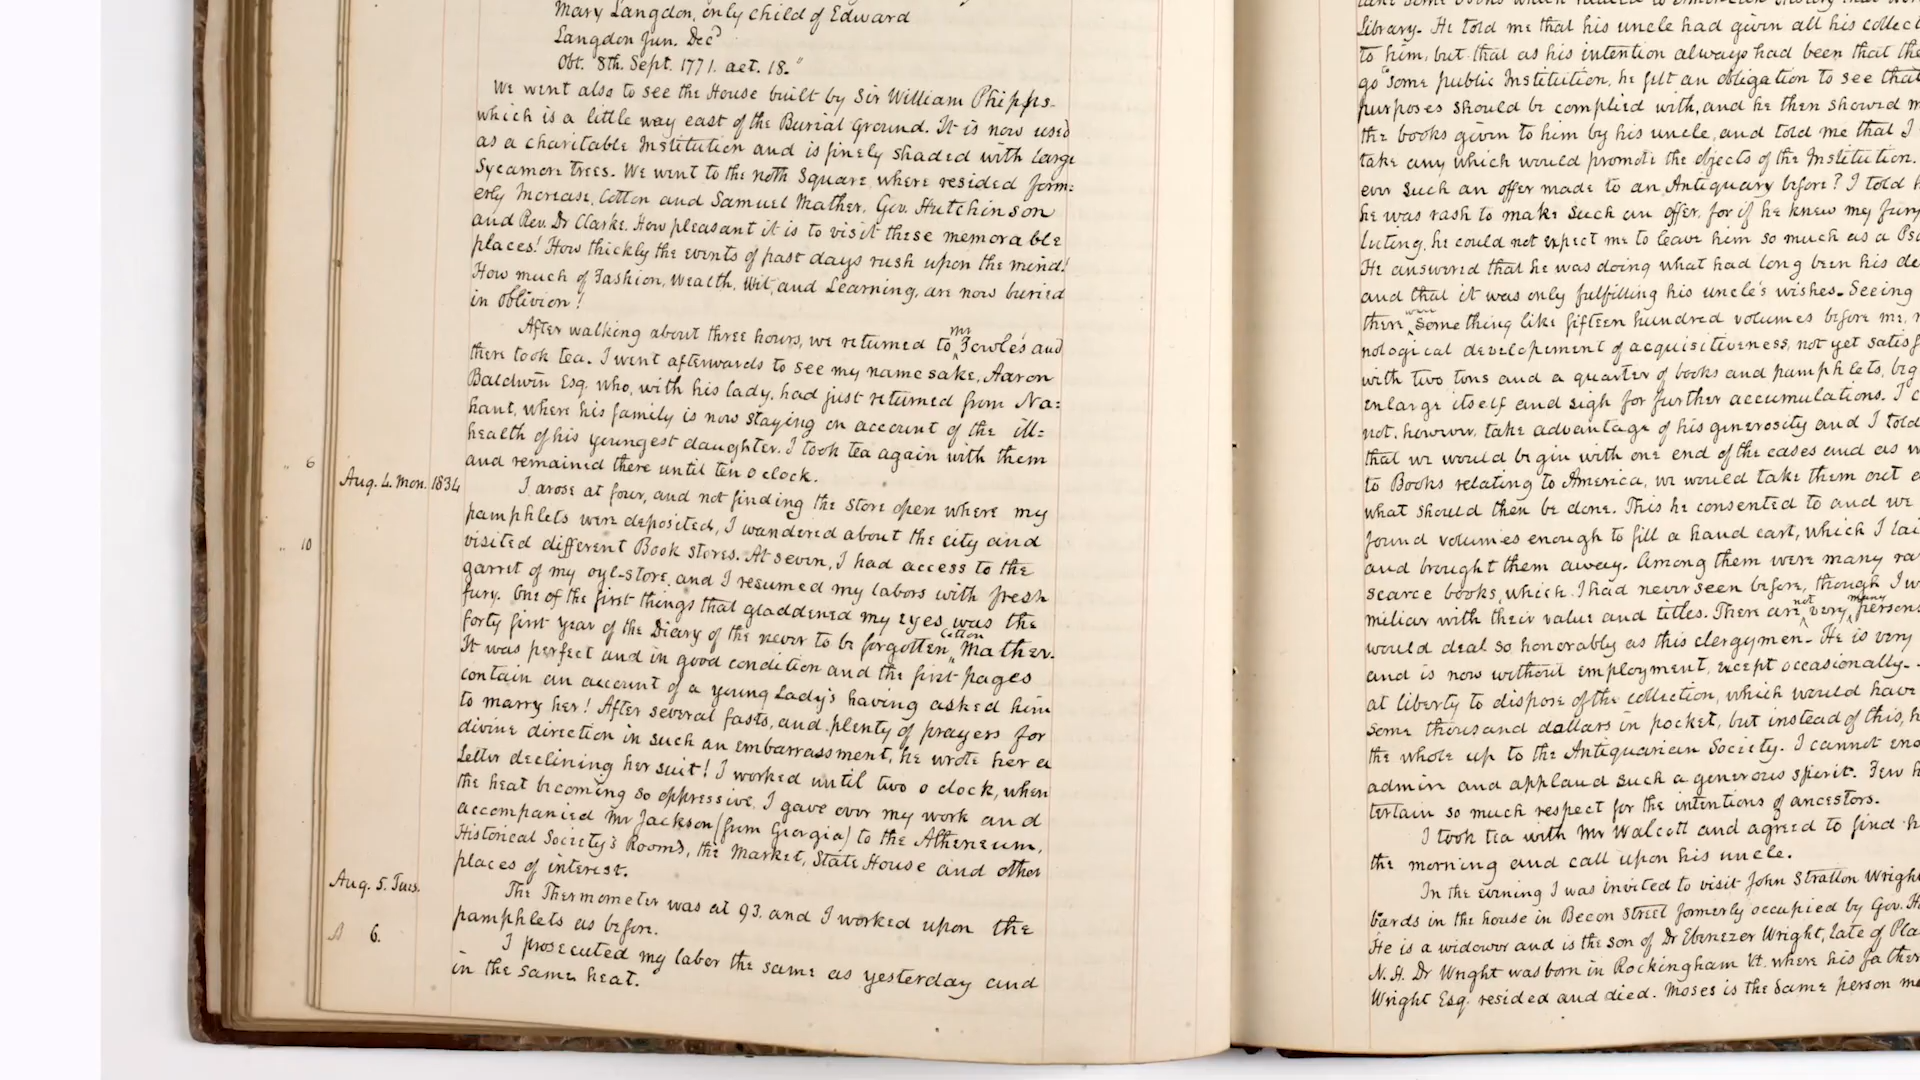 Mary Langdon, only child of Edward
Langdon jun. Decd
Obt. 8th. Sept. 1771. aet. 18."
We went also to see the House built by Sir William Phipps-
which is a little way east of the Burial Ground. It is now used
as a charitable Institution and is finely shaded with large
Sycamore trees. We went to the noth Square, where resided form=
erly Increase, Cotton and Samuel Mather, Gov. Hutchinson
and Rev. Dr Clarke. How pleasant it is to visit these memorable
places! How thickly the events of past days rush upon the mind!
How much of Fashion, Wealth, Wit, and Learning, are now buried
in oblivion!
After walking about three hours, we returned to Mr Fowle's and
there took tea. I went afterwards to see my name sake, Aaron
Baldwin Esq. who, with his lady, had just returned from Na=
hant, where his family is now staying on account of the ill=
health of his youngest daughter. I took tea again with them
and remained there until ten o clock.
" 6
Aug. 4. Mon. 1834
I arose at four, and not finding the store open where my
pamphlets were deposited, I wandered about the city and
" 10
visited different Book stores. At seven, I had access to the
garret of my oyl-store, and I resumed my labors with fresh
fury. One of the first things that gladdened my eyes was the
forty first year of the Diary of the never to be forgotten Cotton Mather.
It was perfect and in good condition and the first pages
contain an account of a young Lady's having asked him
to marry her! After several fasts, and plenty of prayers for
divine direction in such an embarrassment, he wrote her a
Letter declining her suit! I worked until two o clock, when
the heat becoming so oppressive, I gave over my work and
accompanied Mr Jackson (from Georgia) to the Atheneum,
Historical Society's Rooms, the Market, State House and other
places of interest.
Aug. 5. Tues.
The Thermometer was at 93. and I worked upon the
pamphlets as before.
6.
I prosecuted my labor the same as yesterday and
in the same heat.
Library. He told me that his uncle had given all his collec
to him, but that as his intention always had been that the
go some public Institution, he felt an obligation to see that
purposes should be complied with, and he then showed m
the books given to him by his uncle, and told me that I
take any which would promote the objects of the Institution.
ever such an offer made to an Antiquary before? I told h
he was rash to make such an offer, for if he knew my fury
luting, he could not expect me to leave him so much as a Psa
He answered that he was doing what had long been his de
and that it was only fulfilling his uncle's wishes. Seeing
there were Something like fifteen hundred volumes before me,
nological developement of acquisitiveness, not yet satisf
with two tons and a quarter of books and pamphlets, beg
enlarge itself and sigh for further accumulations. I c
not, however, take advantage of his generosity and I told
that we would begin with one end of the cases and as w
to Books relating to America, we would take them out a
what should then be done. This he consented to and we
found volumes enough to fill a hand cart, which I lai
and brought them away. Among them were many ra
scarce books, which I had never seen before, though I w
miliar with their value and titles. There are not very many persons
would deal so honorably as this clergymen. He is very
and is now without employment, except occasionally.
at liberty to dispose of the collection, which would have
Some thousand dollars in pocket, but instead of this, h
the whole up to the Antiquarian Society. I cannot eno
admire and applaud such a generous spirit. Few h
tertain so much respect for the intentions of ancestors.
I took tea with Mr Walcott and agreed to find h
the morning and call upon his uncle.
In the evening I was invited to visit John Stratton Wright
bards in the house in Becon Street formerly occupied by Gov. H
He is a widower and is the son of Dr Ebenezer Wright, late of Pla
N.H. Dr Wright was born in Rockingham Vt. where his father
Wright Esq. resided and died. Moses is the same person m